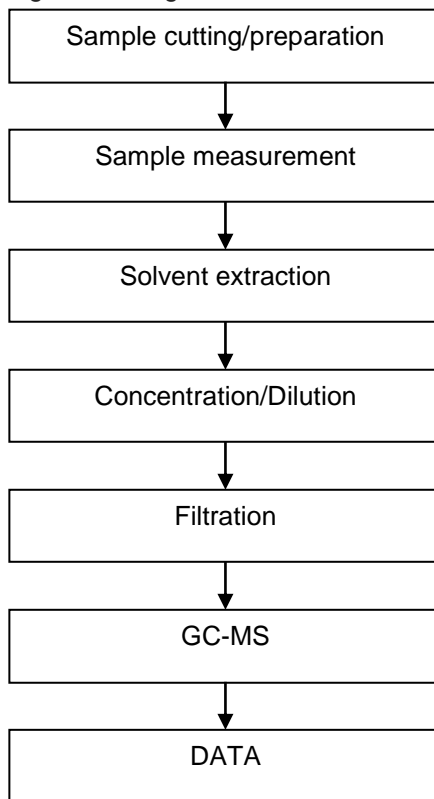 Sample cutting/preparation
Sample measurement
Solvent extraction
Concentration/Dilution
Filtration
GC-MS
DATA